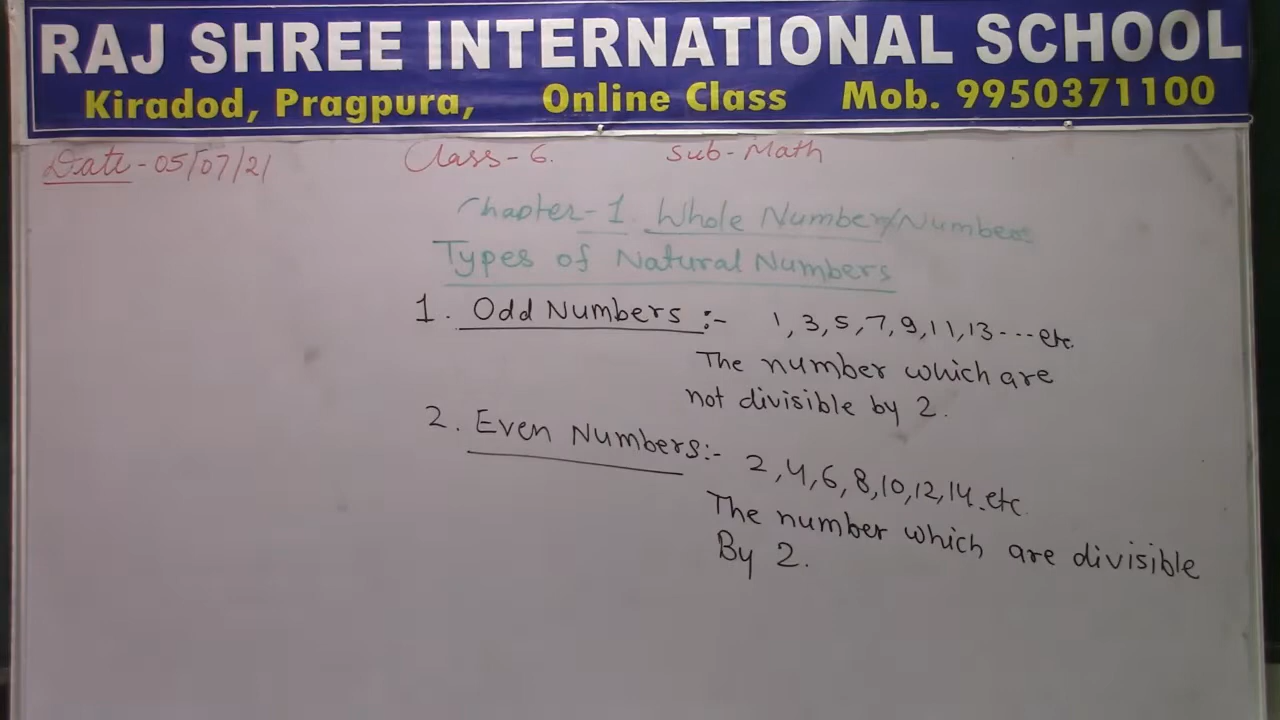 RAJ SHREE INTERNATIONAL SCHOOL
Kiradod, Pragpura, Online Class Mob. 9950371100
Date - 05/07/21 Class - 6. Sub - Math
Chapter - 1. Whole Number/Numbers
Types of Natural Numbers
1. Odd Numbers :- 1, 3, 5, 7, 9, 11, 13 ---- etc.
The number which are
not divisible by 2.
2. Even Numbers :- 2, 4, 6, 8, 10, 12, 14. etc.
The number which are divisible
By 2.